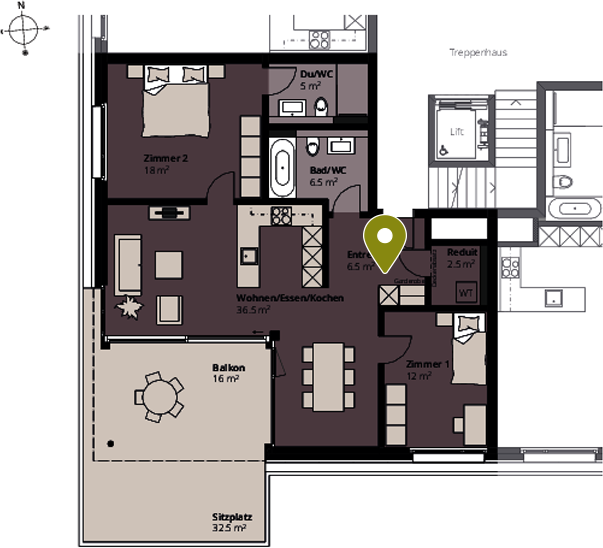 N
Treppenhaus
Du/WC
5 m²
Lift
Zimmer 2
18 m²
Bad/WC
6.5 m²
Entre
6.5 m²
Reduit
2.5 m²
WT
Wohnen/Essen/Kochen
36.5 m²
Zimmer 1
12 m²
Balkon
16 m²
Sitzplatz
32.5 m²